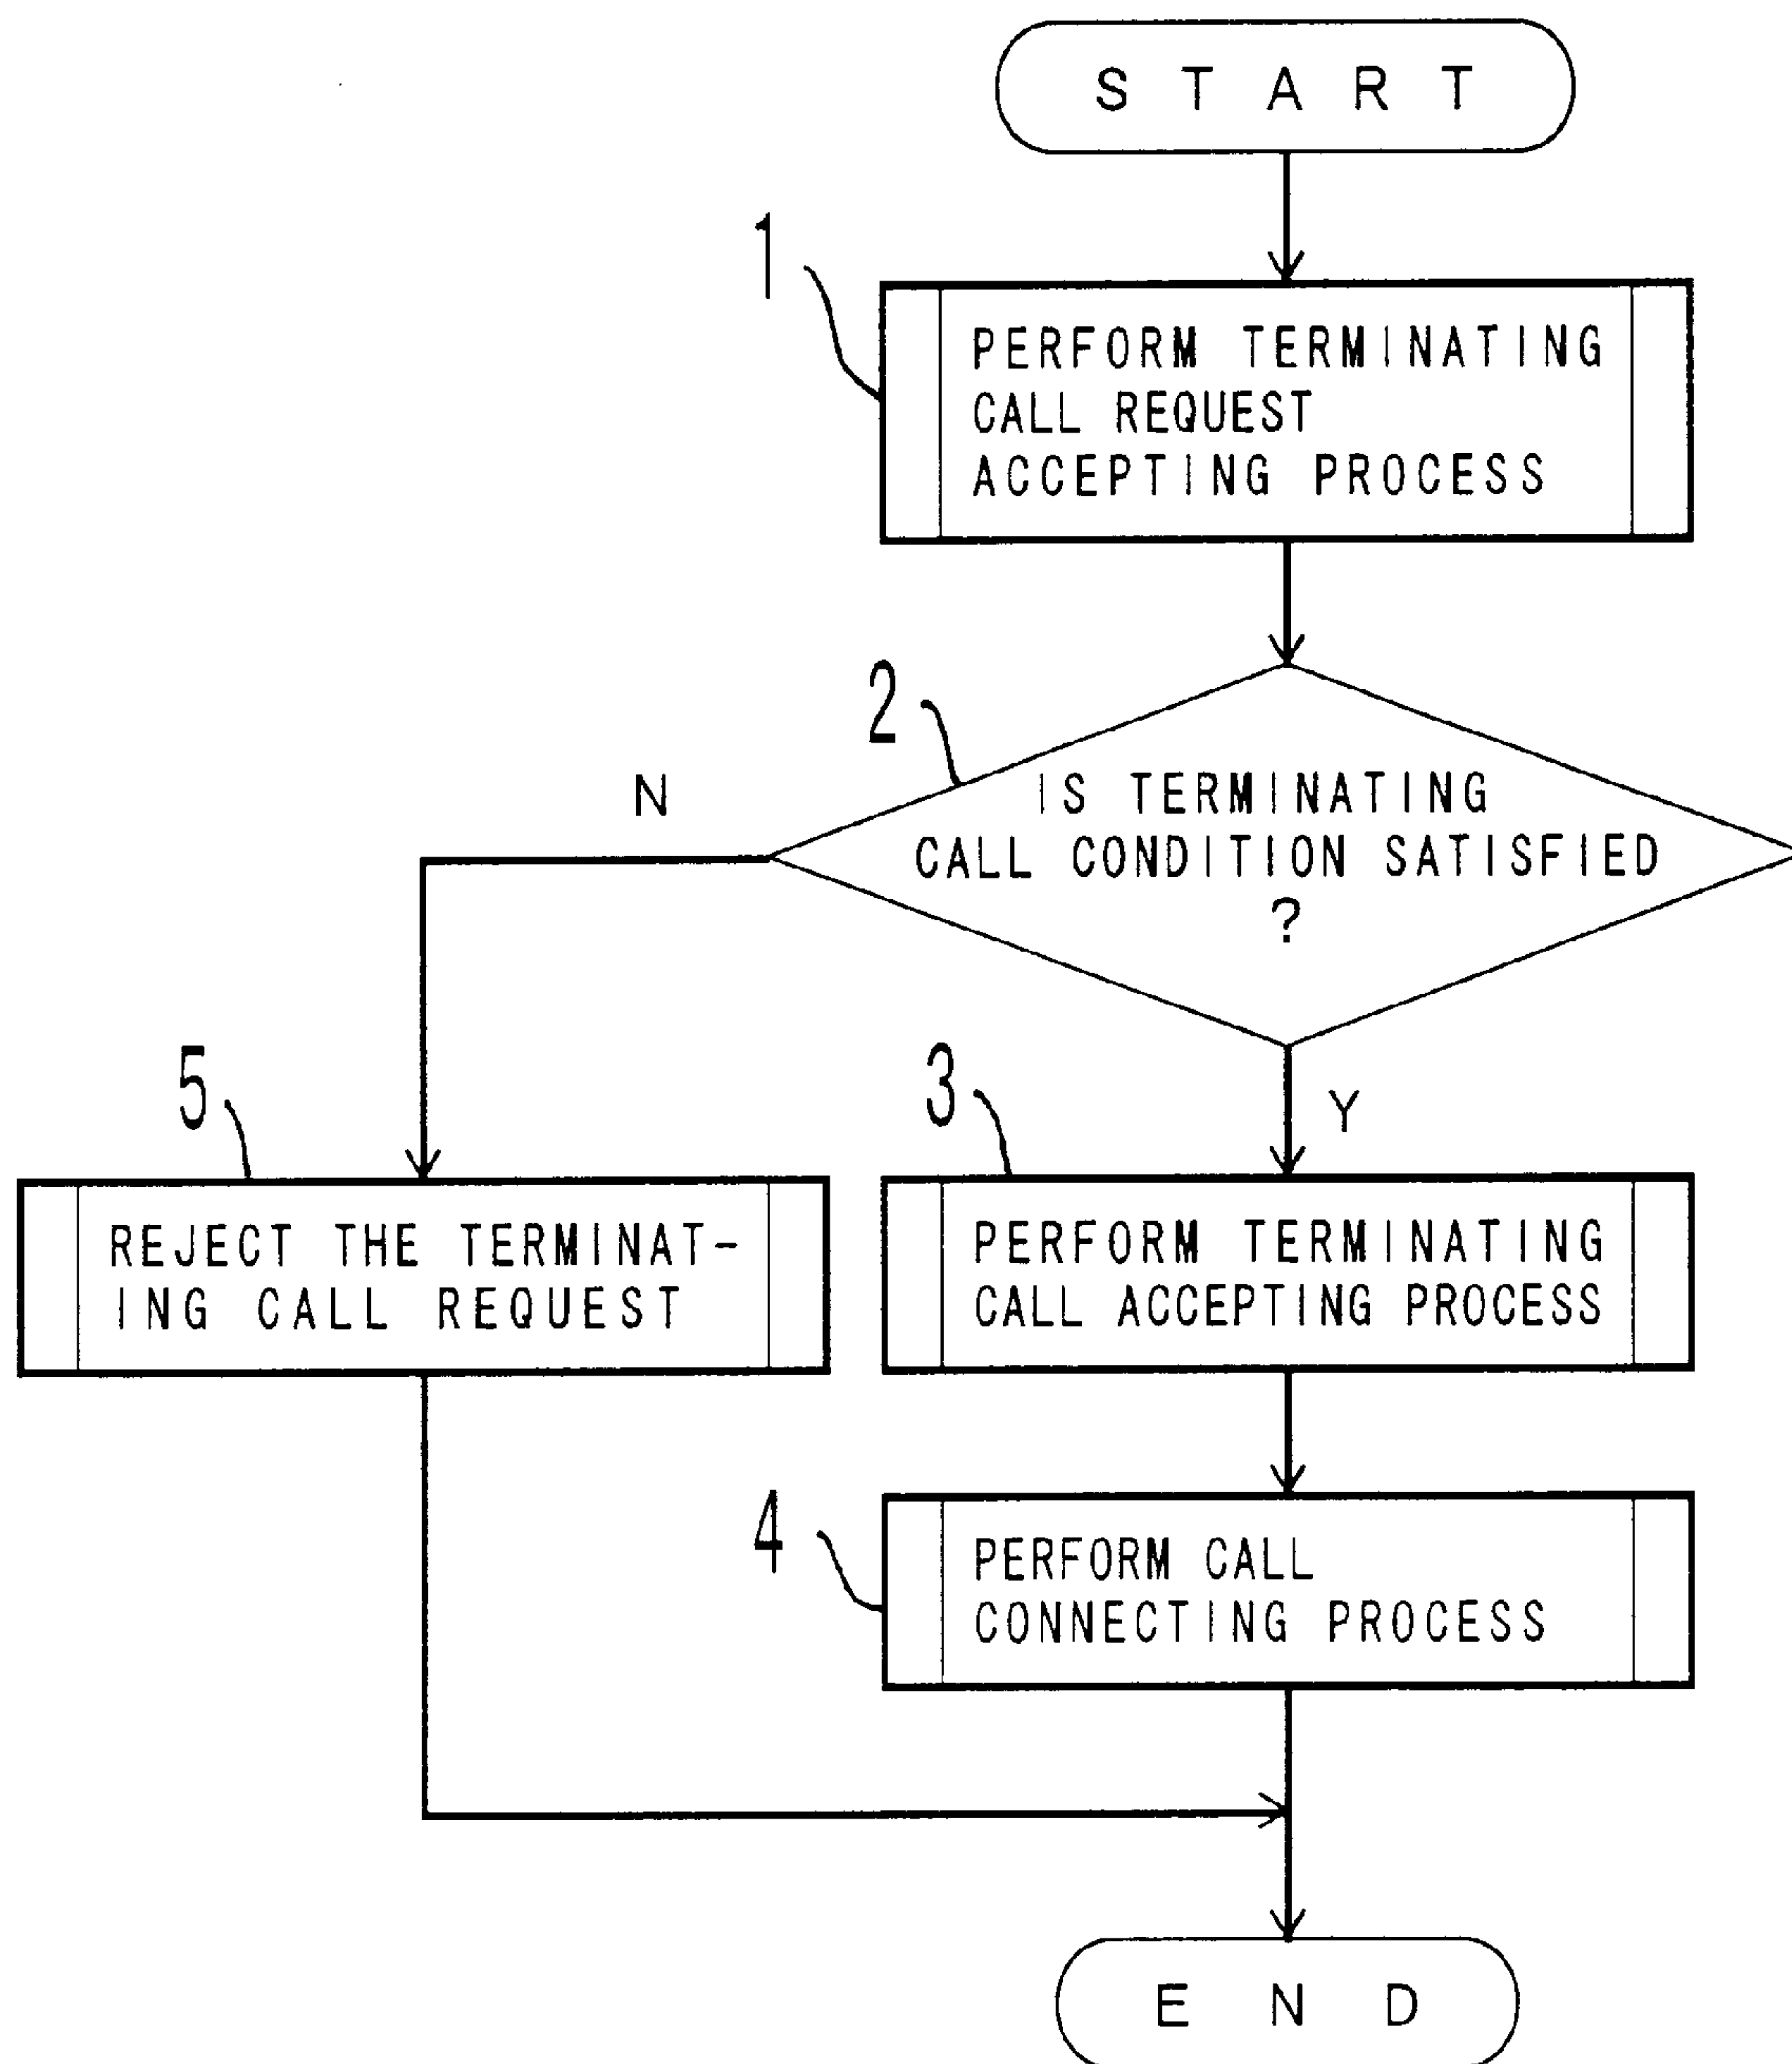 START
1
PERFORM TERMINATING
CALL REQUEST
ACCEPTING PROCESS
2
N
IS TERMINATING
CALL CONDITION SATISFIED
?
Y
5
REJECT THE TERMINAT-
ING CALL REQUEST
3
PERFORM TERMINATING
CALL ACCEPTING PROCESS
4
PERFORM CALL
CONNECTING PROCESS
END